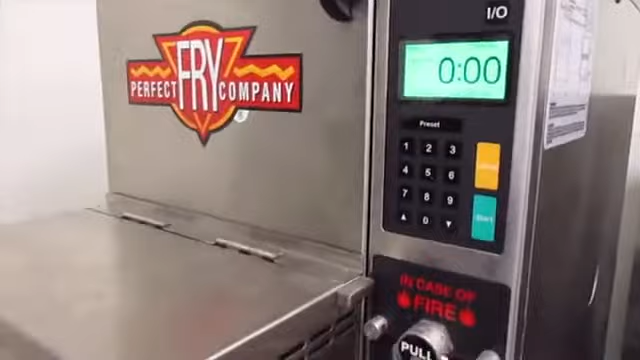 I/O
0:00
PERFECT FRY COMPANY
Preset
1 2 3
4 5 6
7 8 9
▲ 0 ▼
Start
IN CASE OF
FIRE
PULL